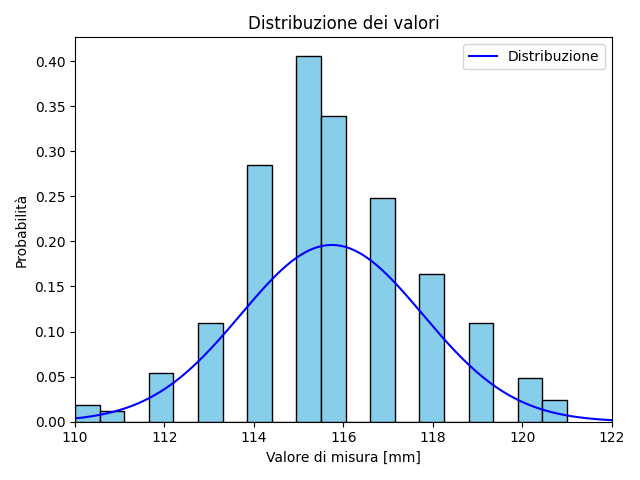 Distribuzione dei valori
Distribuzione
Probabilità
0.40
0.35
0.30
0.25
0.20
0.15
0.10
0.05
0.00
110 112 114 116 118 120 122
Valore di misura [mm]